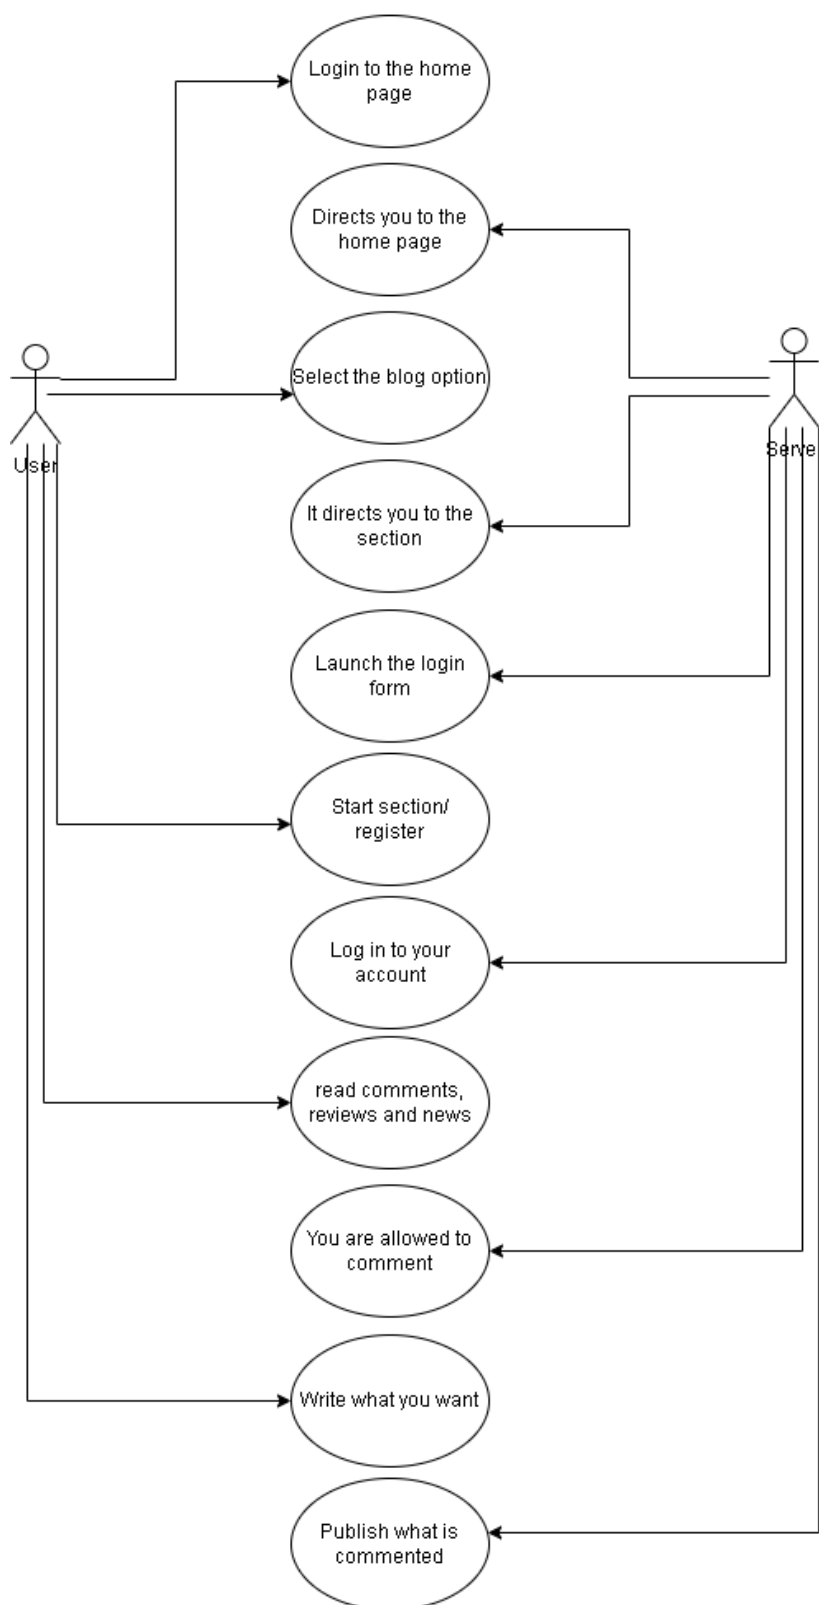 Login to the home
page
Directs you to the
home page
Select the blog option
User
Serve
It directs you to the
section
Launch the login
form
Start section/
register
Log in to your
account
read comments,
reviews and news
You are allowed to
comment
Write what you want
Publish what is
commented